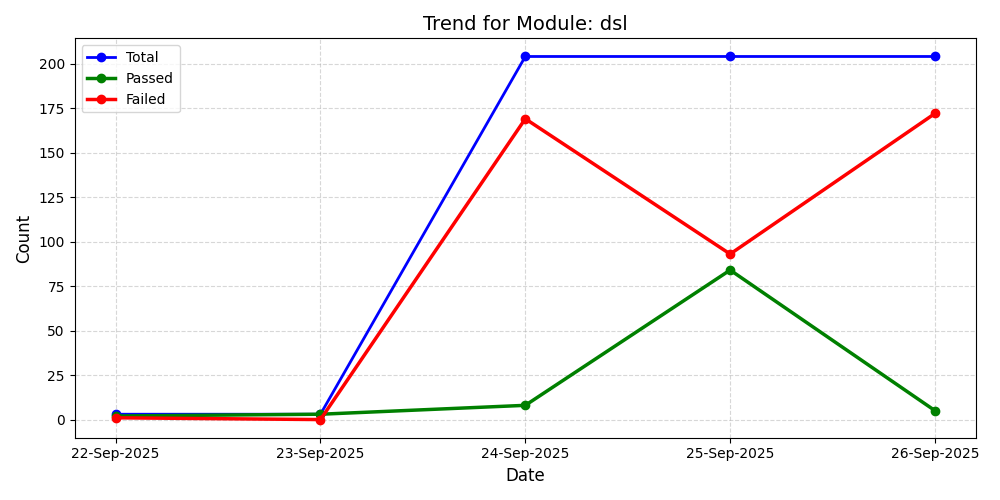 Trend for Module: dsl
Total
Passed
Failed
200
175
150
125
100
75
50
25
0
Count
22-Sep-2025
23-Sep-2025
24-Sep-2025
25-Sep-2025
26-Sep-2025
Date